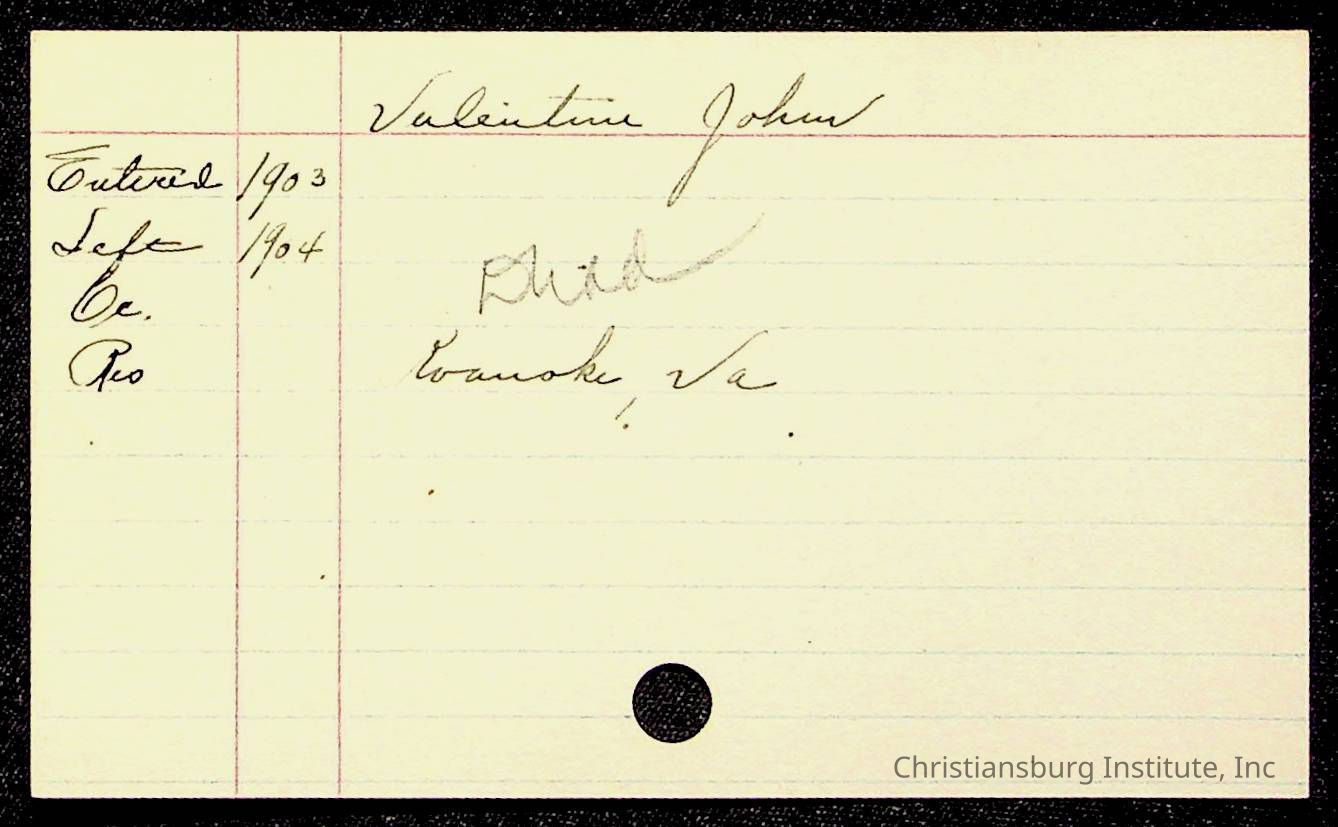 Valentine John
Entered 1903
Left 1904
Oc.
Res Roanoke, Va
Christiansburg Institute, Inc